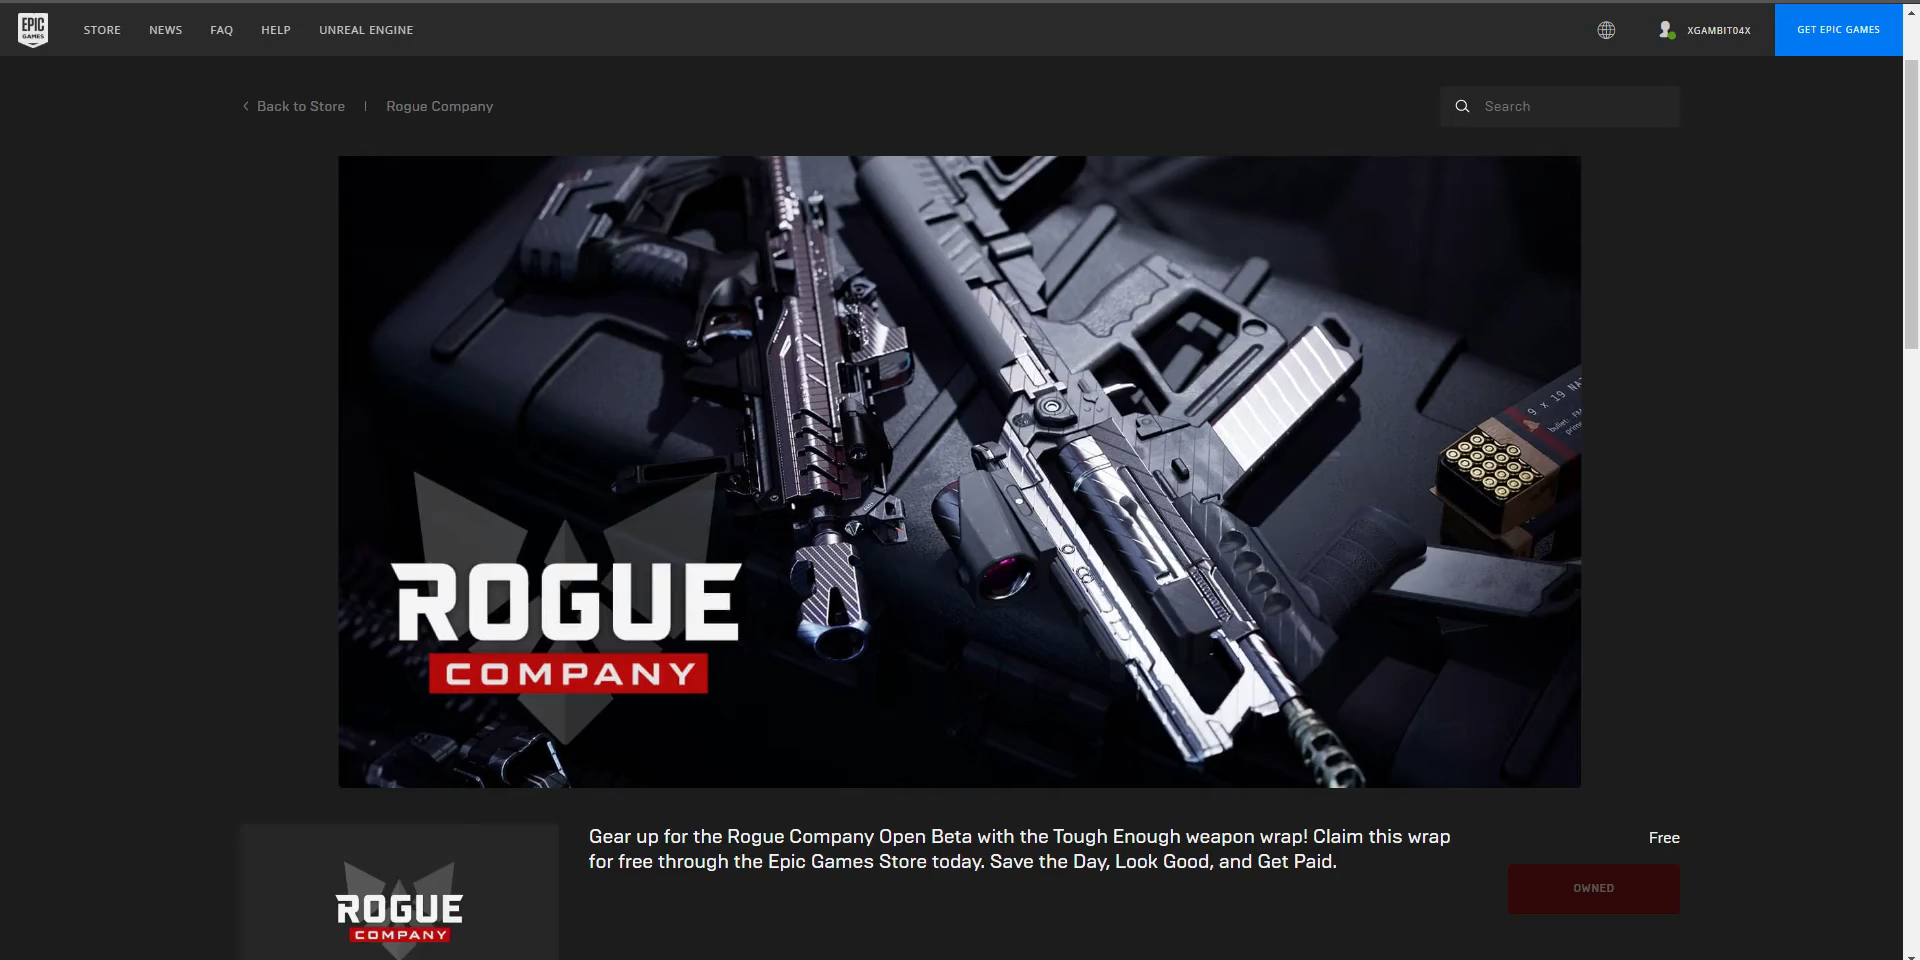 EPIC
GAMES
STORE
NEWS
FAQ
HELP
UNREAL ENGINE
XGAMBIT04X
GET EPIC GAMES
Back to Store
Rogue Company
Search
9 x 19 NA
bullet:
ROGUE
COMPANY
Gear up for the Rogue Company Open Beta with the Tough Enough weapon wrap! Claim this wrap
for free through the Epic Games Store today. Save the Day, Look Good, and Get Paid.
Free
OWNED
ROGUE
COMPANY